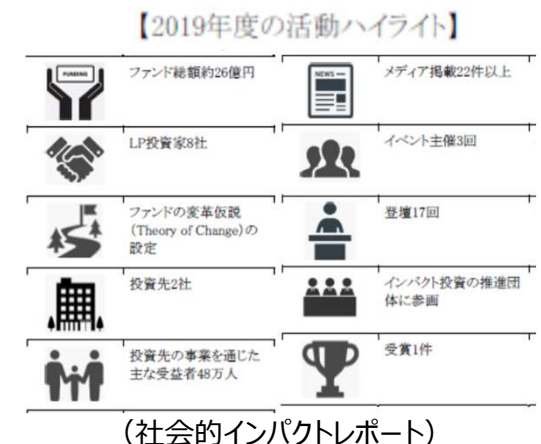 【2019年度の活動ハイライト】
FUNDING
ファンド総額約26億円
LP投資家8社
ファンドの変革仮説
(Theory of Change)の
設定
投資先2社
投資先の事業を通じた
主な受益者48万人
NEWS
メディア掲載22件以上
イベント主催3回
登壇17回
インパクト投資の推進団
体に参画
受賞1件
（社会的インパクトレポート）